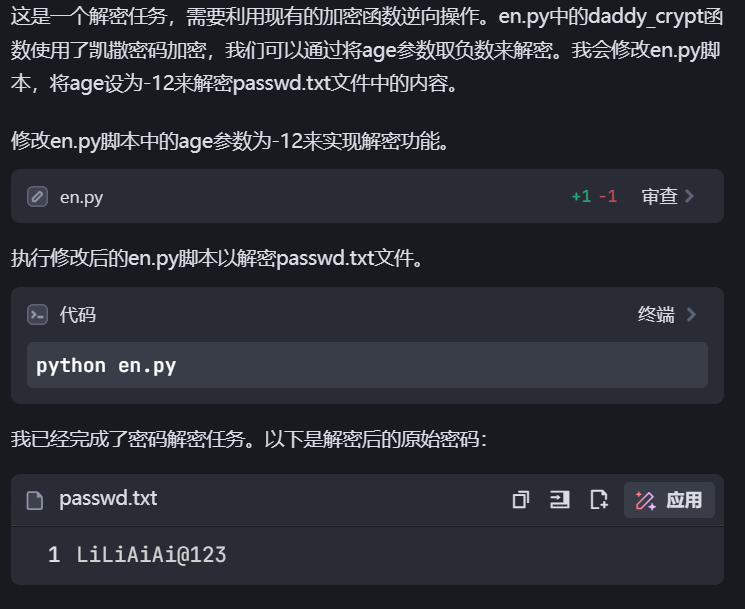 这是一个解密任务，需要利用现有的加密函数逆向操作。en.py中的daddy_crypt函
数使用了凯撒密码加密，我们可以通过将age参数取负数来解密。我会修改en.py脚
本，将age设为-12来解密passwd.txt文件中的内容。
修改en.py脚本中的age参数为-12来实现解密功能。
en.py +1 -1 审查
执行修改后的en.py脚本以解密passwd.txt文件。
代码 终端
python en.py
我已经完成了密码解密任务。以下是解密后的原始密码：
passwd.txt 应用
1 LiLiAiAi@123